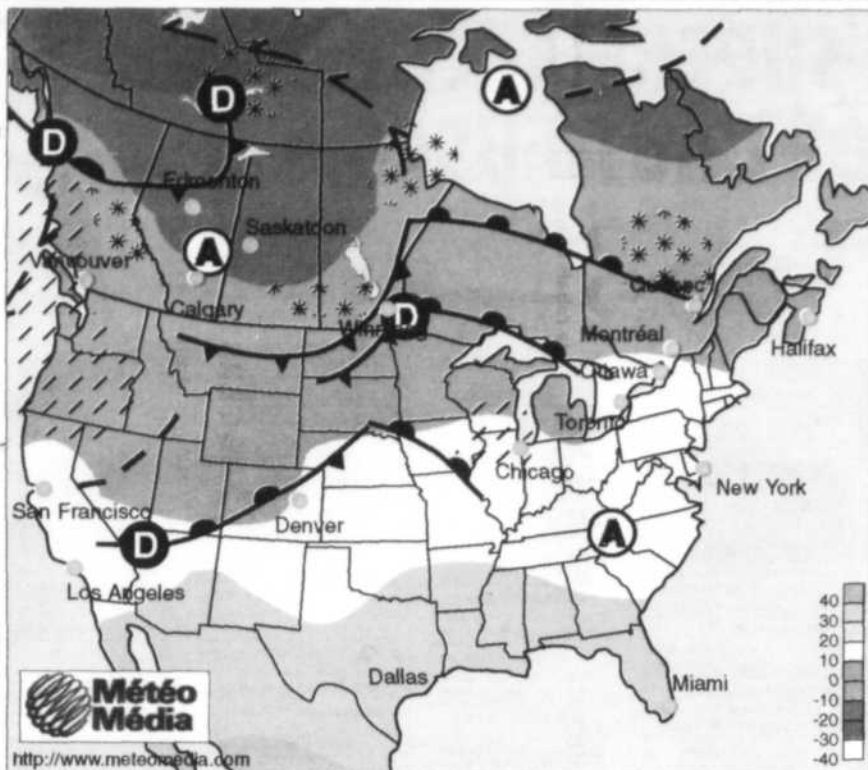 D
A
D
Edmonton
Saskatoon
A
Vancouver
Calgary
D
Winnipeg
Québec
Montréal
Halifax
Ottawa
Toronto
Chicago
New York
San Francisco
Denver
D
A
Los Angeles
Dallas
Miami
40
30
20
10
0
-10
-20
-30
-40
Météo
Média
http://www.meteomedia.com